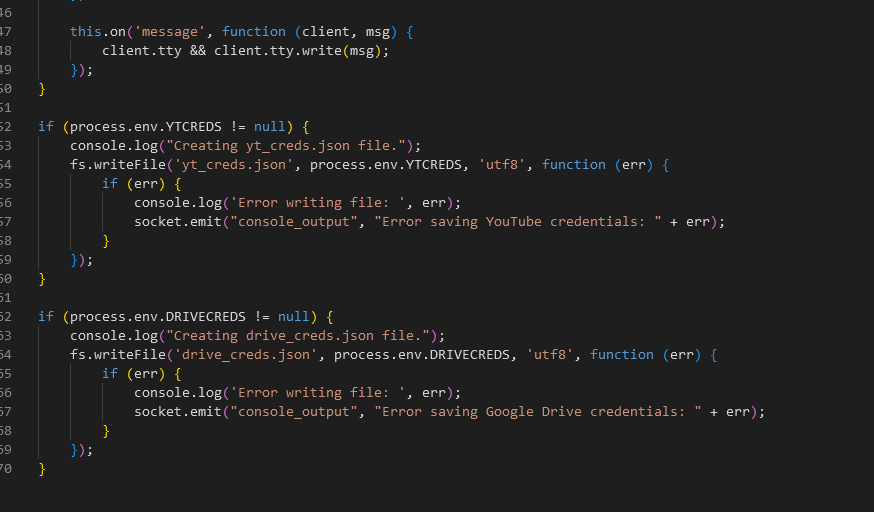 46
47 this.on('message', function (client, msg) {
48 client.tty && client.tty.write(msg);
49 });
50 }
51
52 if (process.env.YTCREDS != null) {
53 console.log("Creating yt_creds.json file.");
54 fs.writeFile('yt_creds.json', process.env.YTCREDS, 'utf8', function (err) {
55 if (err) {
56 console.log('Error writing file: ', err);
57 socket.emit("console_output", "Error saving YouTube credentials: " + err);
58 }
59 });
60 }
61
62 if (process.env.DRIVECREDS != null) {
63 console.log("Creating drive_creds.json file.");
64 fs.writeFile('drive_creds.json', process.env.DRIVECREDS, 'utf8', function (err) {
65 if (err) {
66 console.log('Error writing file: ', err);
67 socket.emit("console_output", "Error saving Google Drive credentials: " + err);
68 }
69 });
70 }